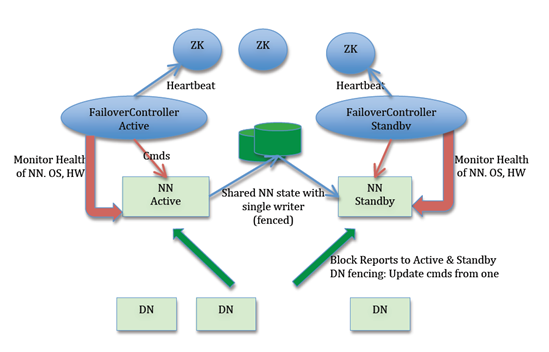 ZK
ZK
ZK
Heartbeat
Heartbeat
FailoverController
Active
FailoverController
Standby
Cmds
Monitor Health
of NN. OS, HW
Monitor Health
of NN. OS, HW
NN
Active
Shared NN state with
single writer
(fenced)
NN
Standby
Block Reports to Active & Standby
DN fencing: Update cmds from one
DN
DN
DN